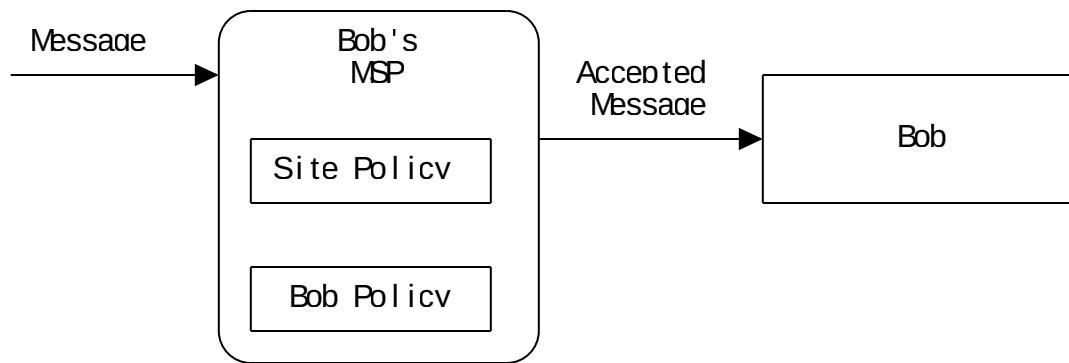 Message
Bob's
MSP
Accepted
Message
Bob
Site Policy
Bob Policy